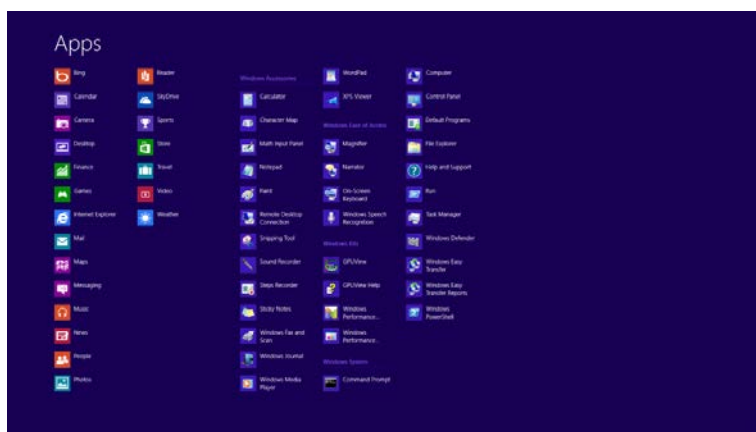 Apps
Bing
Calendar
Camera
Desktop
Finance
Games
Internet Explorer
Mail
Maps
Messaging
Music
News
People
Photos
Reader
SkyDrive
Sports
Store
Travel
Video
Weather
Windows Accessories
Calculator
Character Map
Math Input Panel
Notepad
Paint
Remote Desktop
Connection
Snipping Tool
Sound Recorder
Steps Recorder
Sticky Notes
Windows Fax and
Scan
Windows Journal
Windows Media
Player
WordPad
XPS Viewer
Windows Ease of Access
Magnifier
Narrator
On-Screen
Keyboard
Windows Speech
Recognition
Windows Kits
GPUView
GPUView Help
Windows
Performance...
Windows
Performance...
Windows System
Command Prompt
Computer
Control Panel
Default Programs
File Explorer
Help and Support
Run
Task Manager
Windows Defender
Windows Easy
Transfer
Windows Easy
Transfer Reports
Windows
PowerShell